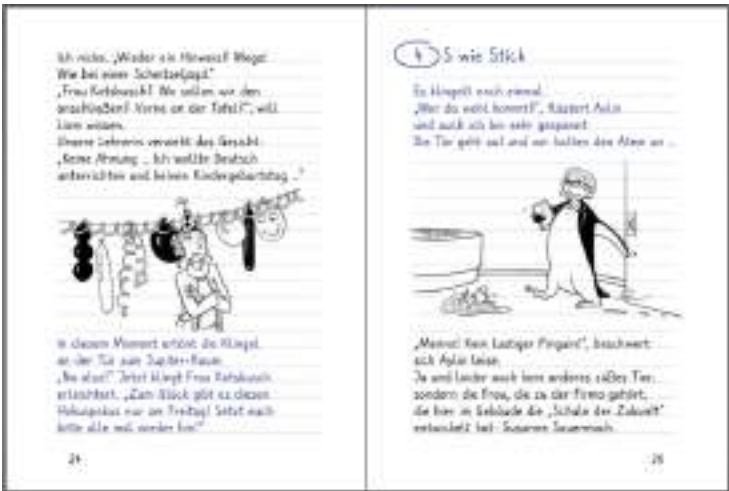 Ich nicke. „Wieder ein Hinweis? Mega!
Wie bei einer Schnitzeljagd."
„Frau Kotskusch? Wo sollen wir den
anschließen? Vorne an der Tafel?", will
Liam wissen.
Unsere Lehrerin verzieht das Gesicht.
„Keine Ahnung … Ich wollte Deutsch
unterrichten und keinen Kindergeburtstag …"
In diesem Moment ertönt die Klingel
an der Tür zum Jupiter-Raum.
„Na also!" Jetzt klingt Frau Kotskusch
erleichtert. „Zum Glück gibt es diesen
Hokuspokus nur am Freitag! Setzt euch
bitte alle mal wieder hin!"
24
4 S wie Stick
Es klingelt noch einmal.
„Wer da wohl kommt?", flüstert Aylin
und auch ich bin sehr gespannt.
Die Tür geht auf und wir halten den Atem an …
„Menno! Kein lustiger Pinguin!", beschwert
sich Aylin leise.
Ja und leider auch kein anderes süßes Tier,
sondern die Frau, die zu der Firma gehört,
die hier im Gebäude die „Schule der Zukunft"
entwickelt hat: Susanne Sauermach.
25